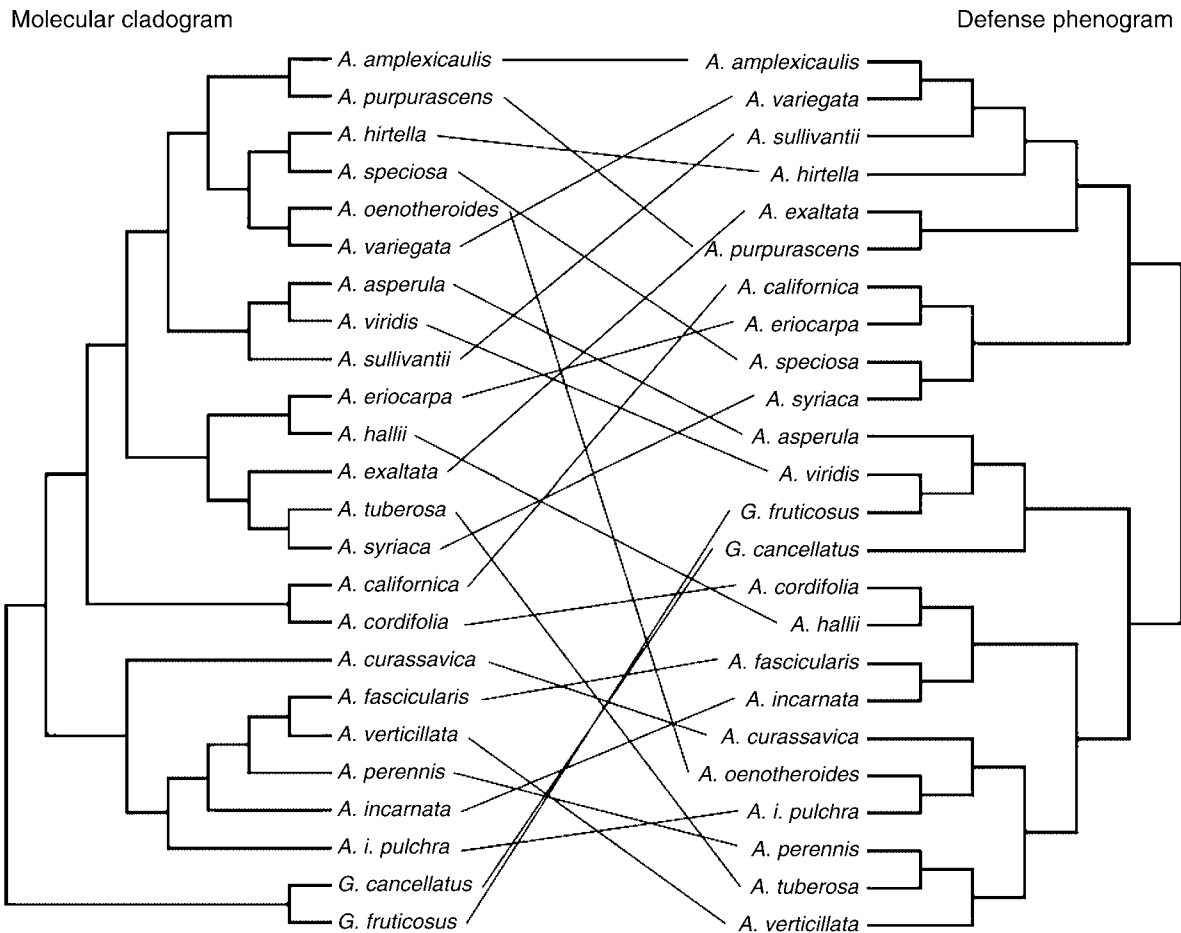 Molecular cladogram
Defense phenogram
A. amplexicaulis
A. purpurascens
A. hirtella
A. speciosa
A. oenotheroides
A. variegata
A. asperula
A. viridis
A. sullivantii
A. eriocarpa
A. hallii
A. exaltata
A. tuberosa
A. syriaca
A. californica
A. cordifolia
A. curassavica
A. fascicularis
A. verticillata
A. perennis
A. incarnata
A. i. pulchra
G. cancellatus
G. fruticosus
A. amplexicaulis
A. variegata
A. sullivantii
A. hirtella
A. exaltata
A. purpurascens
A. californica
A. eriocarpa
A. speciosa
A. syriaca
A. asperula
A. viridis
G. fruticosus
G. cancellatus
A. cordifolia
A. hallii
A. fascicularis
A. incarnata
A. curassavica
A. oenotheroides
A. i. pulchra
A. perennis
A. tuberosa
A. verticillata